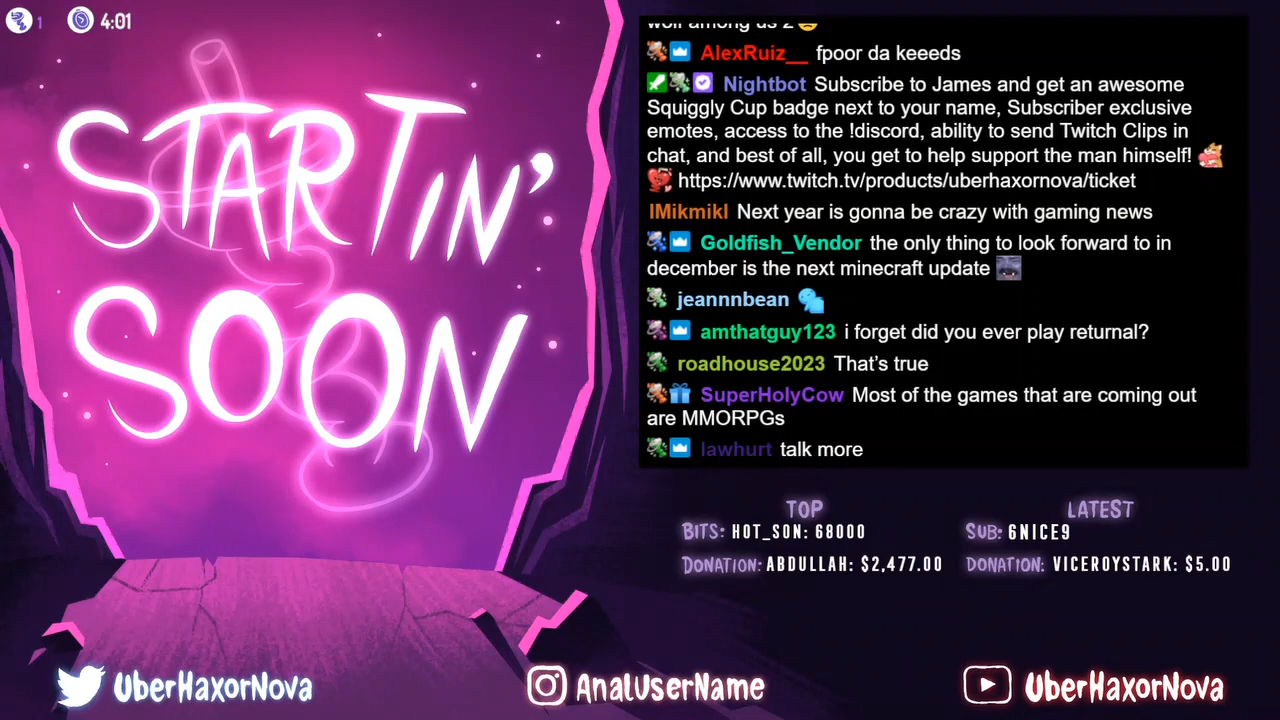 1 4:01
STARTIN'
SOON
wolf among us 2
AlexRuiz__ fpoor da keeeds
Nightbot Subscribe to James and get an awesome
Squiggly Cup badge next to your name, Subscriber exclusive
emotes, access to the !discord, ability to send Twitch Clips in
chat, and best of all, you get to help support the man himself!
https://www.twitch.tv/products/uberhaxornova/ticket
IMikmikI Next year is gonna be crazy with gaming news
Goldfish_Vendor the only thing to look forward to in
december is the next minecraft update
jeannnbean
amthatguy123 i forget did you ever play returnal?
roadhouse2023 That’s true
SuperHolyCow Most of the games that are coming out
are MMORPGs
lawhurt talk more
TOP
BITS: HOT_SON: 68000
DONATION: ABDULLAH: $2,477.00
LATEST
SUB: 6NICE9
DONATION: VICEROYSTARK: $5.00
UberHaxorNova
AnalUserName
UberHaxorNova